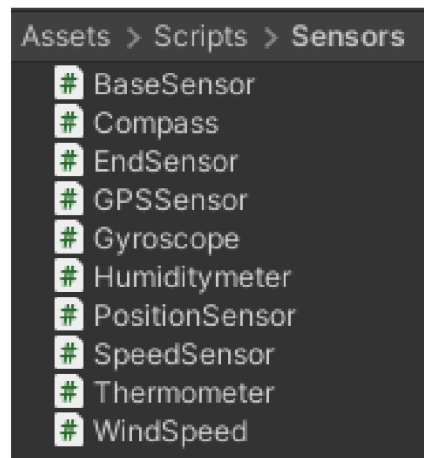 Assets > Scripts > Sensors
# BaseSensor
# Compass
# EndSensor
# GPSSensor
# Gyroscope
# Humiditymeter
# PositionSensor
# SpeedSensor
# Thermometer
# WindSpeed